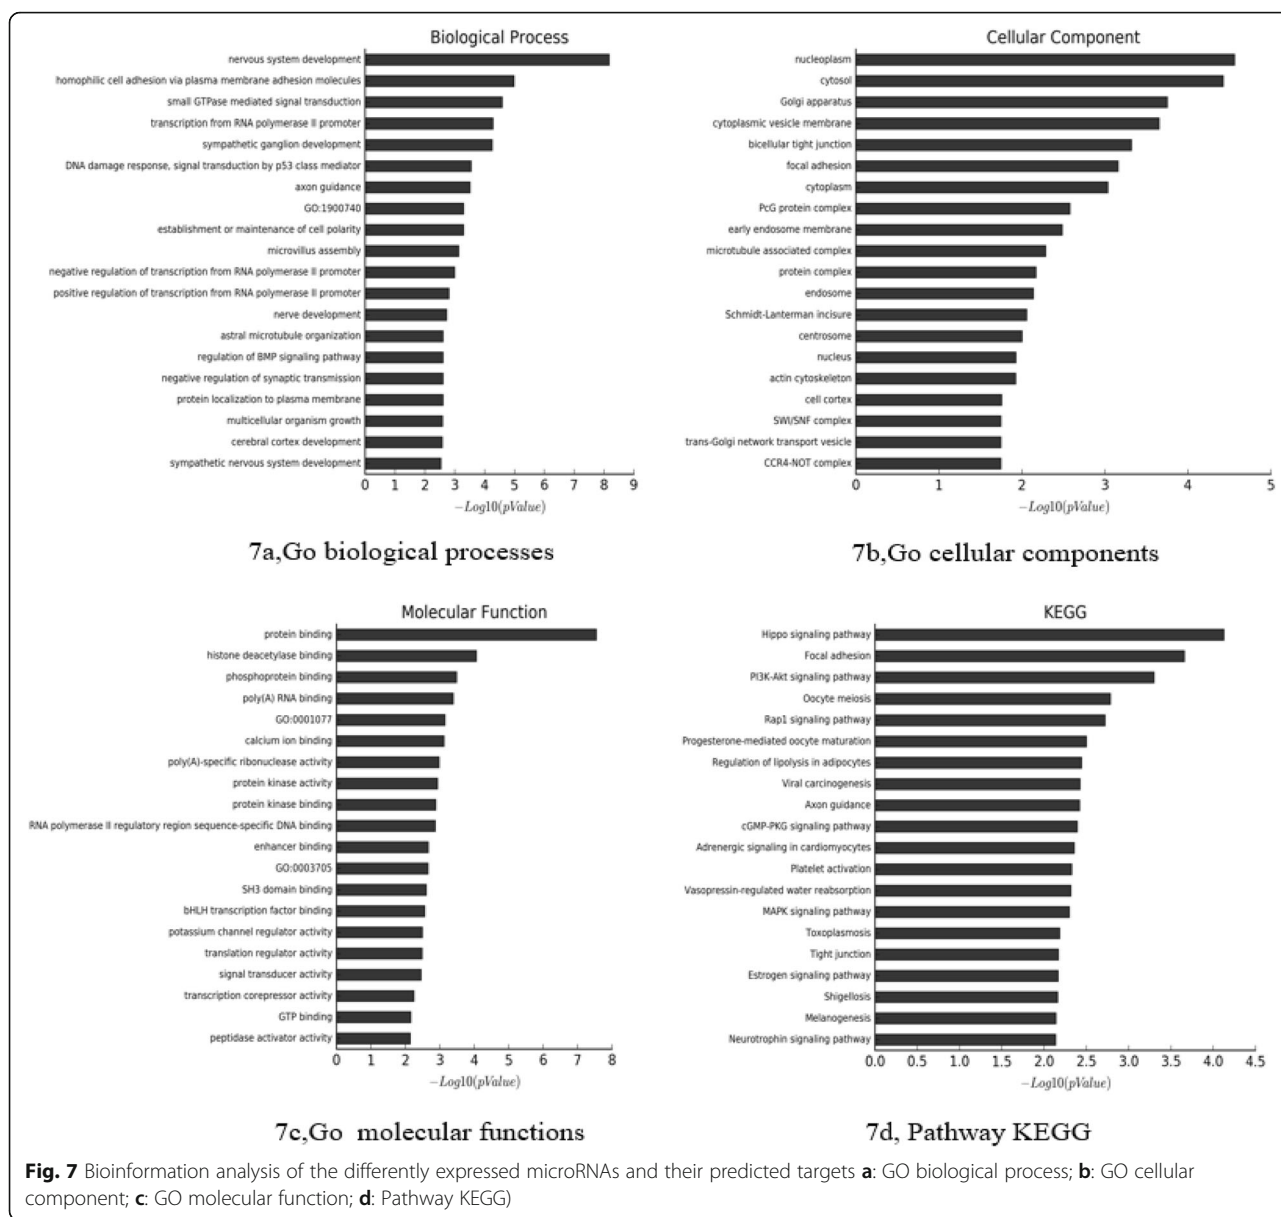 Biological Process
nervous system development
homophilic cell adhesion via plasma membrane adhesion molecules
small GTPase mediated signal transduction
transcription from RNA polymerase II promoter
sympathetic ganglion development
DNA damage response, signal transduction by p53 class mediator
axon guidance
GO:1900740
establishment or maintenance of cell polarity
microvillus assembly
negative regulation of transcription from RNA polymerase II promoter
positive regulation of transcription from RNA polymerase II promoter
nerve development
astral microtubule organization
regulation of BMP signaling pathway
negative regulation of synaptic transmission
protein localization to plasma membrane
multicellular organism growth
cerebral cortex development
sympathetic nervous system development
0 1 2 3 4 5 6 7 8 9
−Log10(pValue)
7a,Go biological processes
Cellular Component
nucleoplasm
cytosol
Golgi apparatus
cytoplasmic vesicle membrane
bicellular tight junction
focal adhesion
cytoplasm
PcG protein complex
early endosome membrane
microtubule associated complex
protein complex
endosome
Schmidt-Lanterman incisure
centrosome
nucleus
actin cytoskeleton
cell cortex
SWI/SNF complex
trans-Golgi network transport vesicle
CCR4-NOT complex
0 1 2 3 4 5
−Log10(pValue)
7b,Go cellular components
Molecular Function
protein binding
histone deacetylase binding
phosphoprotein binding
poly(A) RNA binding
GO:0001077
calcium ion binding
poly(A)-specific ribonuclease activity
protein kinase activity
protein kinase binding
RNA polymerase II regulatory region sequence-specific DNA binding
enhancer binding
GO:0003705
SH3 domain binding
bHLH transcription factor binding
potassium channel regulator activity
translation regulator activity
signal transducer activity
transcription corepressor activity
GTP binding
peptidase activator activity
0 1 2 3 4 5 6 7 8
−Log10(pValue)
7c,Go molecular functions
KEGG
Hippo signaling pathway
Focal adhesion
PI3K-Akt signaling pathway
Oocyte meiosis
Rap1 signaling pathway
Progesterone-mediated oocyte maturation
Regulation of lipolysis in adipocytes
Viral carcinogenesis
Axon guidance
cGMP-PKG signaling pathway
Adrenergic signaling in cardiomyocytes
Platelet activation
Vasopressin-regulated water reabsorption
MAPK signaling pathway
Toxoplasmosis
Tight junction
Estrogen signaling pathway
Shigellosis
Melanogenesis
Neurotrophin signaling pathway
0.0 0.5 1.0 1.5 2.0 2.5 3.0 3.5 4.0 4.5
−Log10(pValue)
7d, Pathway KEGG
Fig. 7 Bioinformation analysis of the differently expressed microRNAs and their predicted targets a: GO biological process; b: GO cellular
component; c: GO molecular function; d: Pathway KEGG)